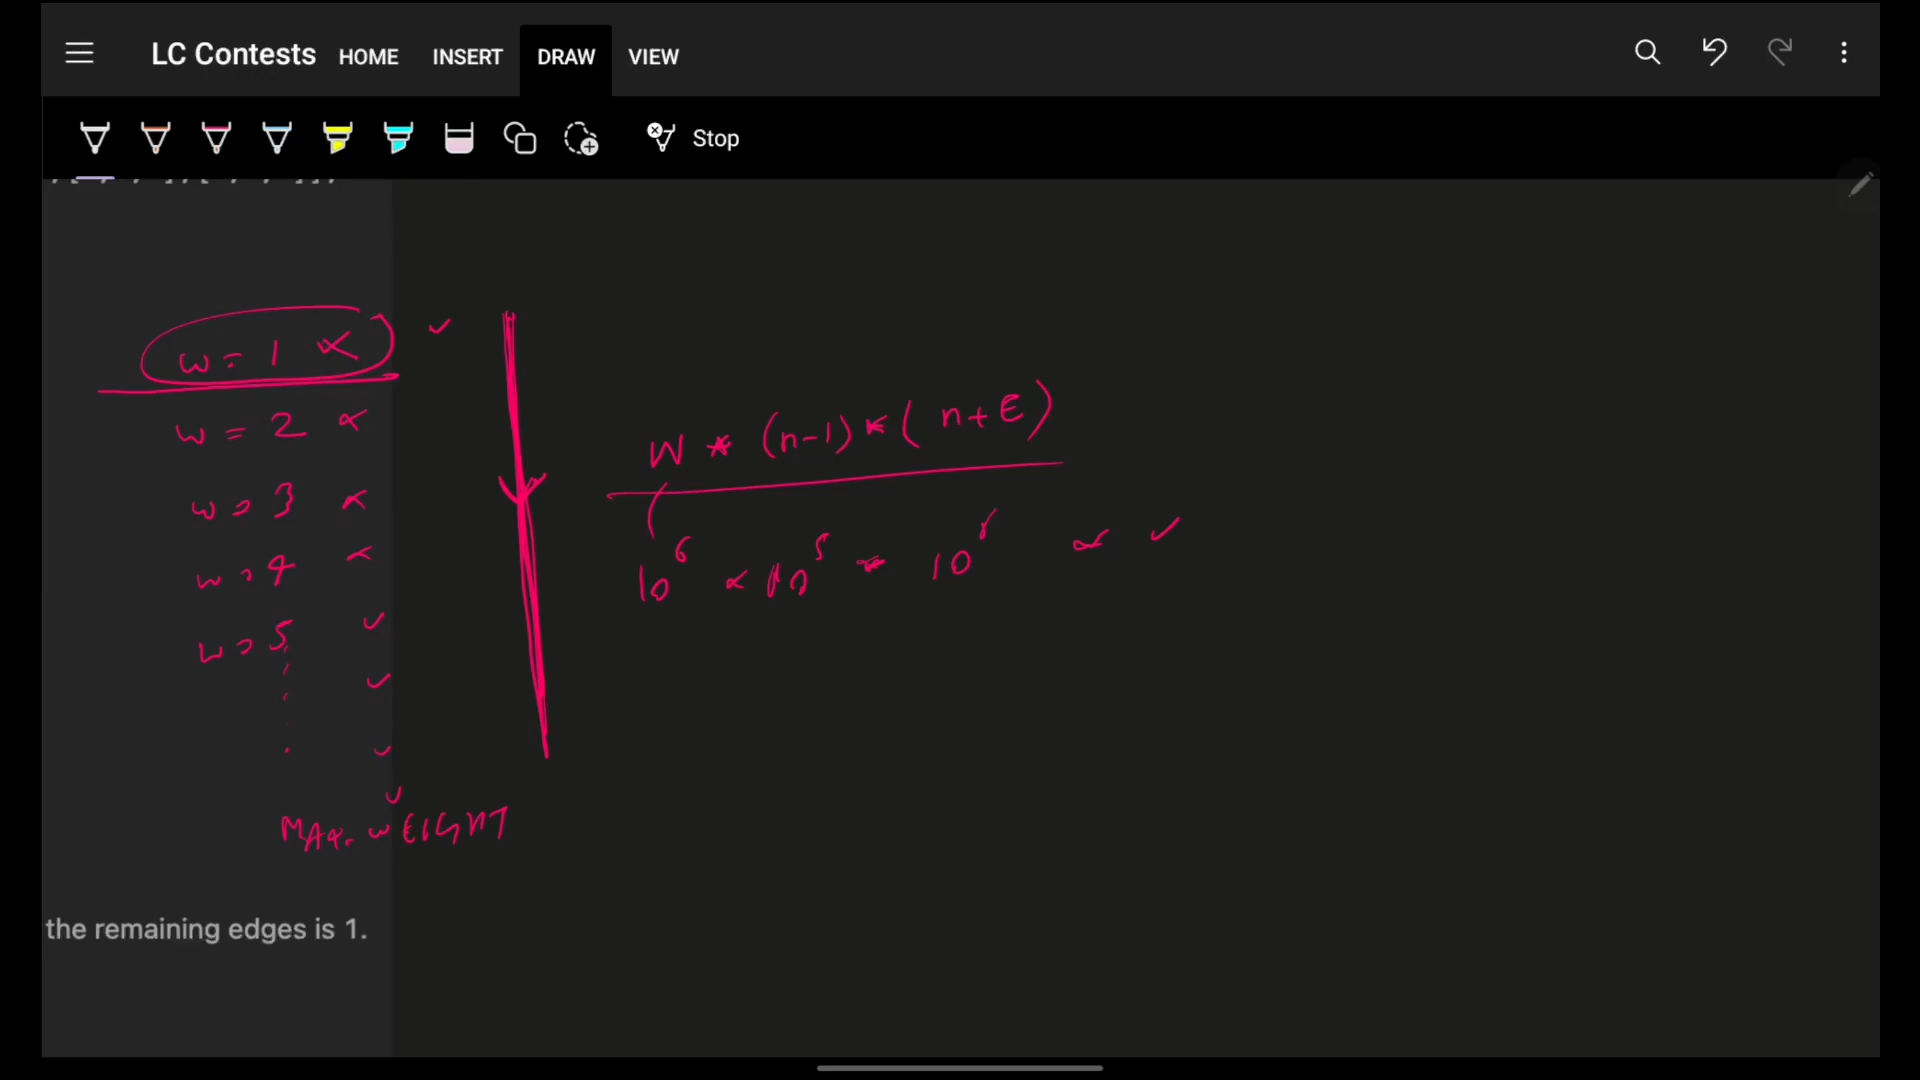 LC Contests HOME INSERT DRAW VIEW
Stop
w = 1 ×
w = 2 ×
w = 3 ×
w = 4 ×
w = 5 ✓
W * (n-1) * (n+E)
10^6 × 10^5 * 10^5
MAX. WEIGHT
the remaining edges is 1.